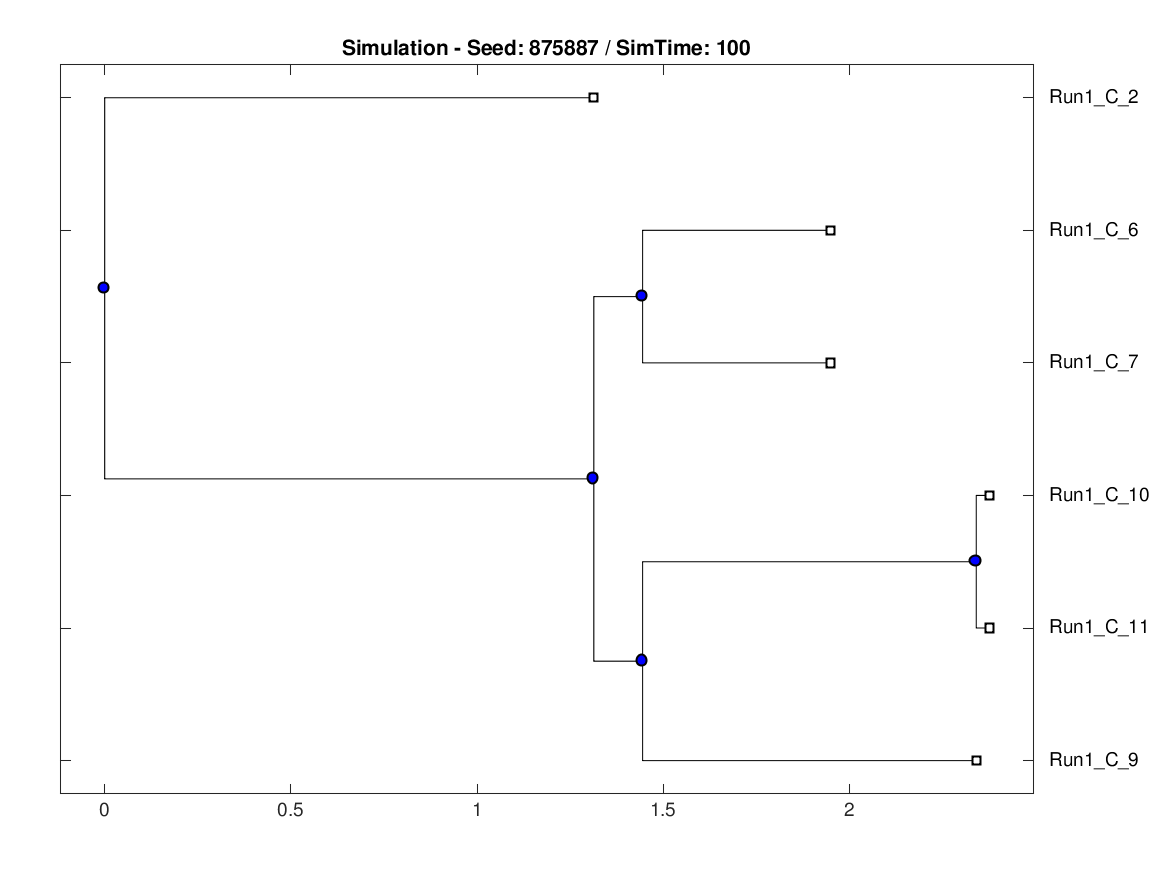 Simulation - Seed: 875887 / SimTime: 100
Run1_C_2
Run1_C_6
Run1_C_7
Run1_C_10
Run1_C_11
Run1_C_9
0 0.5 1 1.5 2